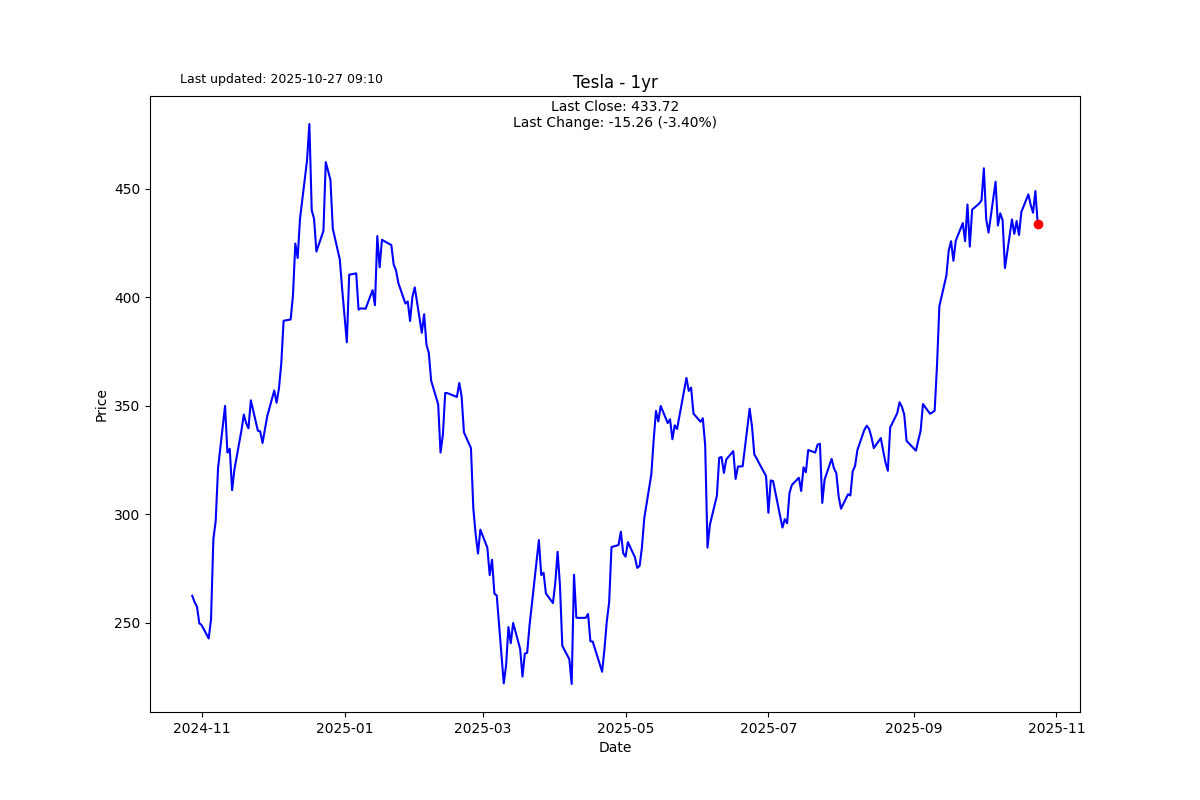 Last updated: 2025-10-27 09:10
Tesla - 1yr
Last Close: 433.72
Last Change: -15.26 (-3.40%)
Price
450
400
350
300
250
2024-11
2025-01
2025-03
2025-05
2025-07
2025-09
2025-11
Date